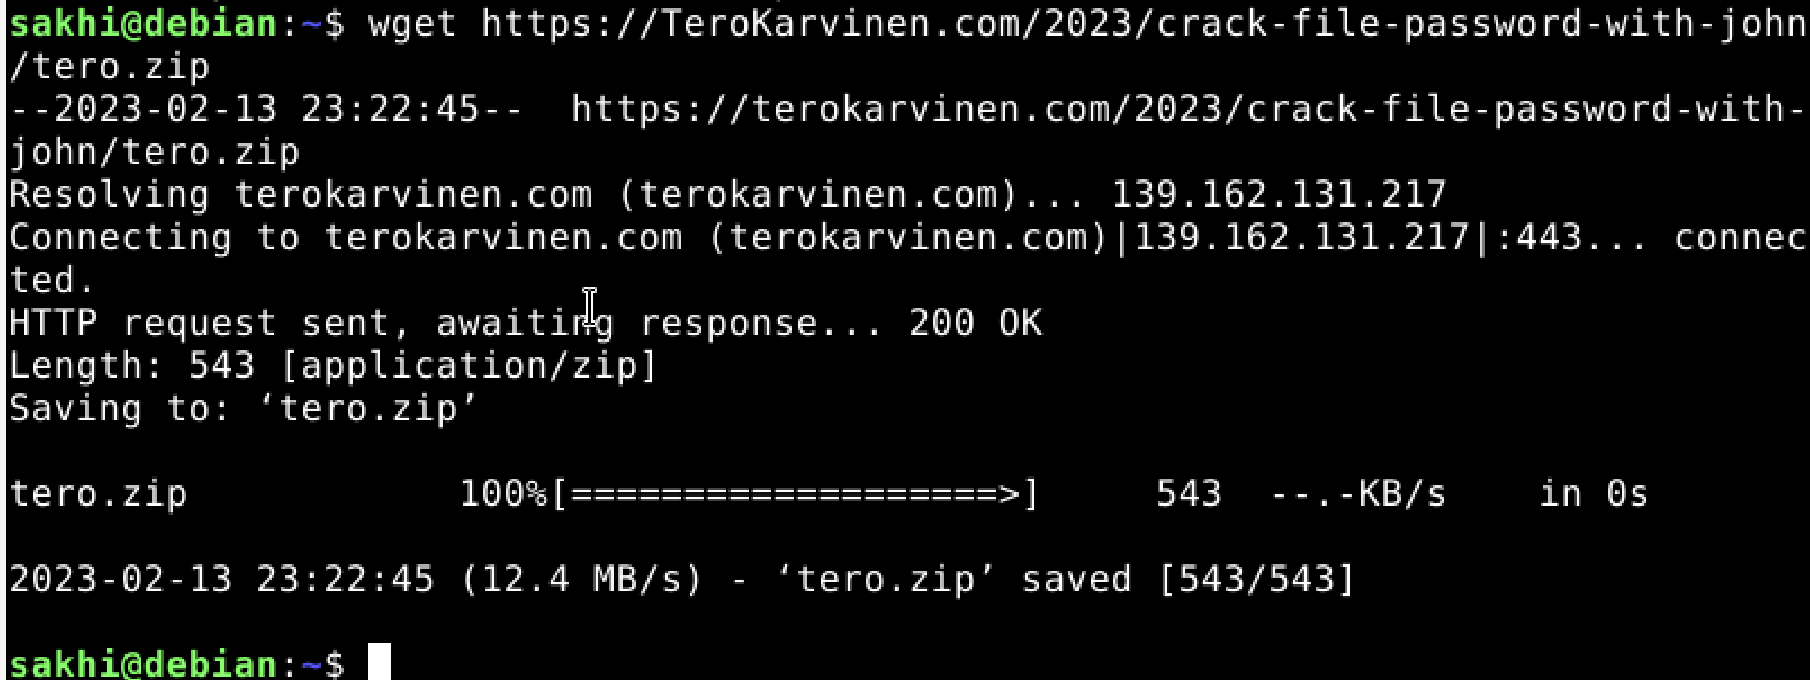 sakhi@debian:~$ wget https://TeroKarvinen.com/2023/crack-file-password-with-john
/tero.zip
--2023-02-13 23:22:45--  https://terokarvinen.com/2023/crack-file-password-with-
john/tero.zip
Resolving terokarvinen.com (terokarvinen.com)... 139.162.131.217
Connecting to terokarvinen.com (terokarvinen.com)|139.162.131.217|:443... connec
ted.
HTTP request sent, awaiting response... 200 OK
Length: 543 [application/zip]
Saving to: ‘tero.zip’
tero.zip            100%[===================>]     543  --.-KB/s    in 0s
2023-02-13 23:22:45 (12.4 MB/s) - ‘tero.zip’ saved [543/543]
sakhi@debian:~$